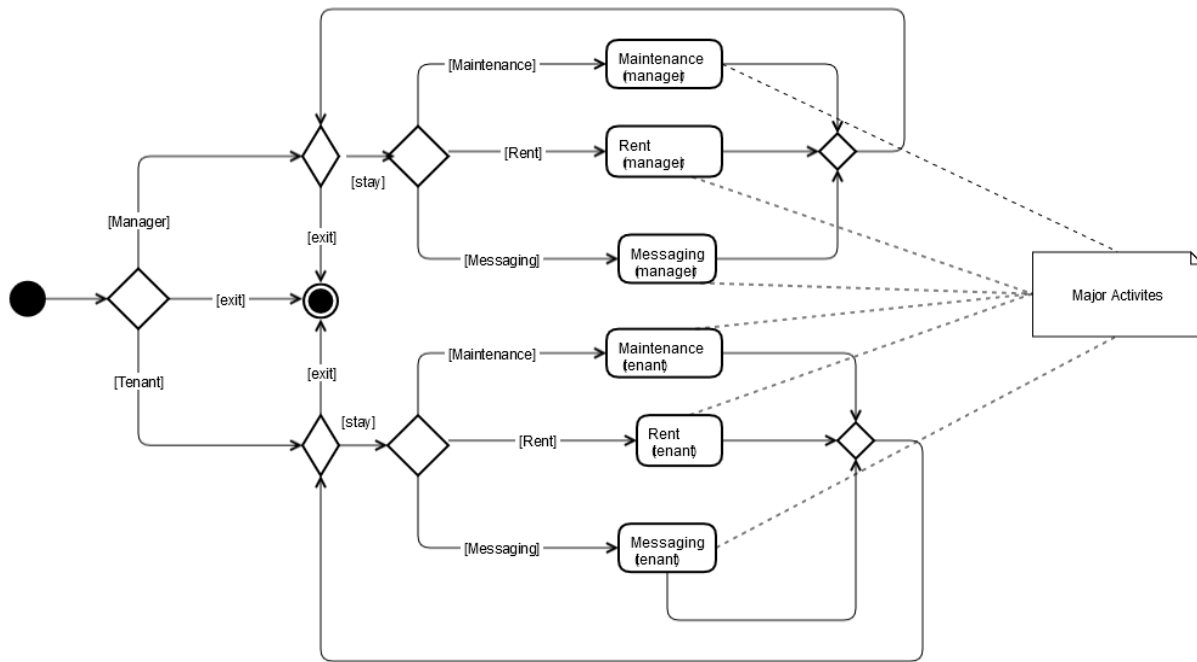 [Maintenance]
Maintenance
(manager)
[Rent]
Rent
(manager)
[stay]
[Manager]
[exit]
[Messaging]
Messaging
(manager)
[exit]
Major Activites
[Maintenance]
Maintenance
(tenant)
[Tenant]
[exit]
[stay]
[Rent]
Rent
(tenant)
[Messaging]
Messaging
(tenant)